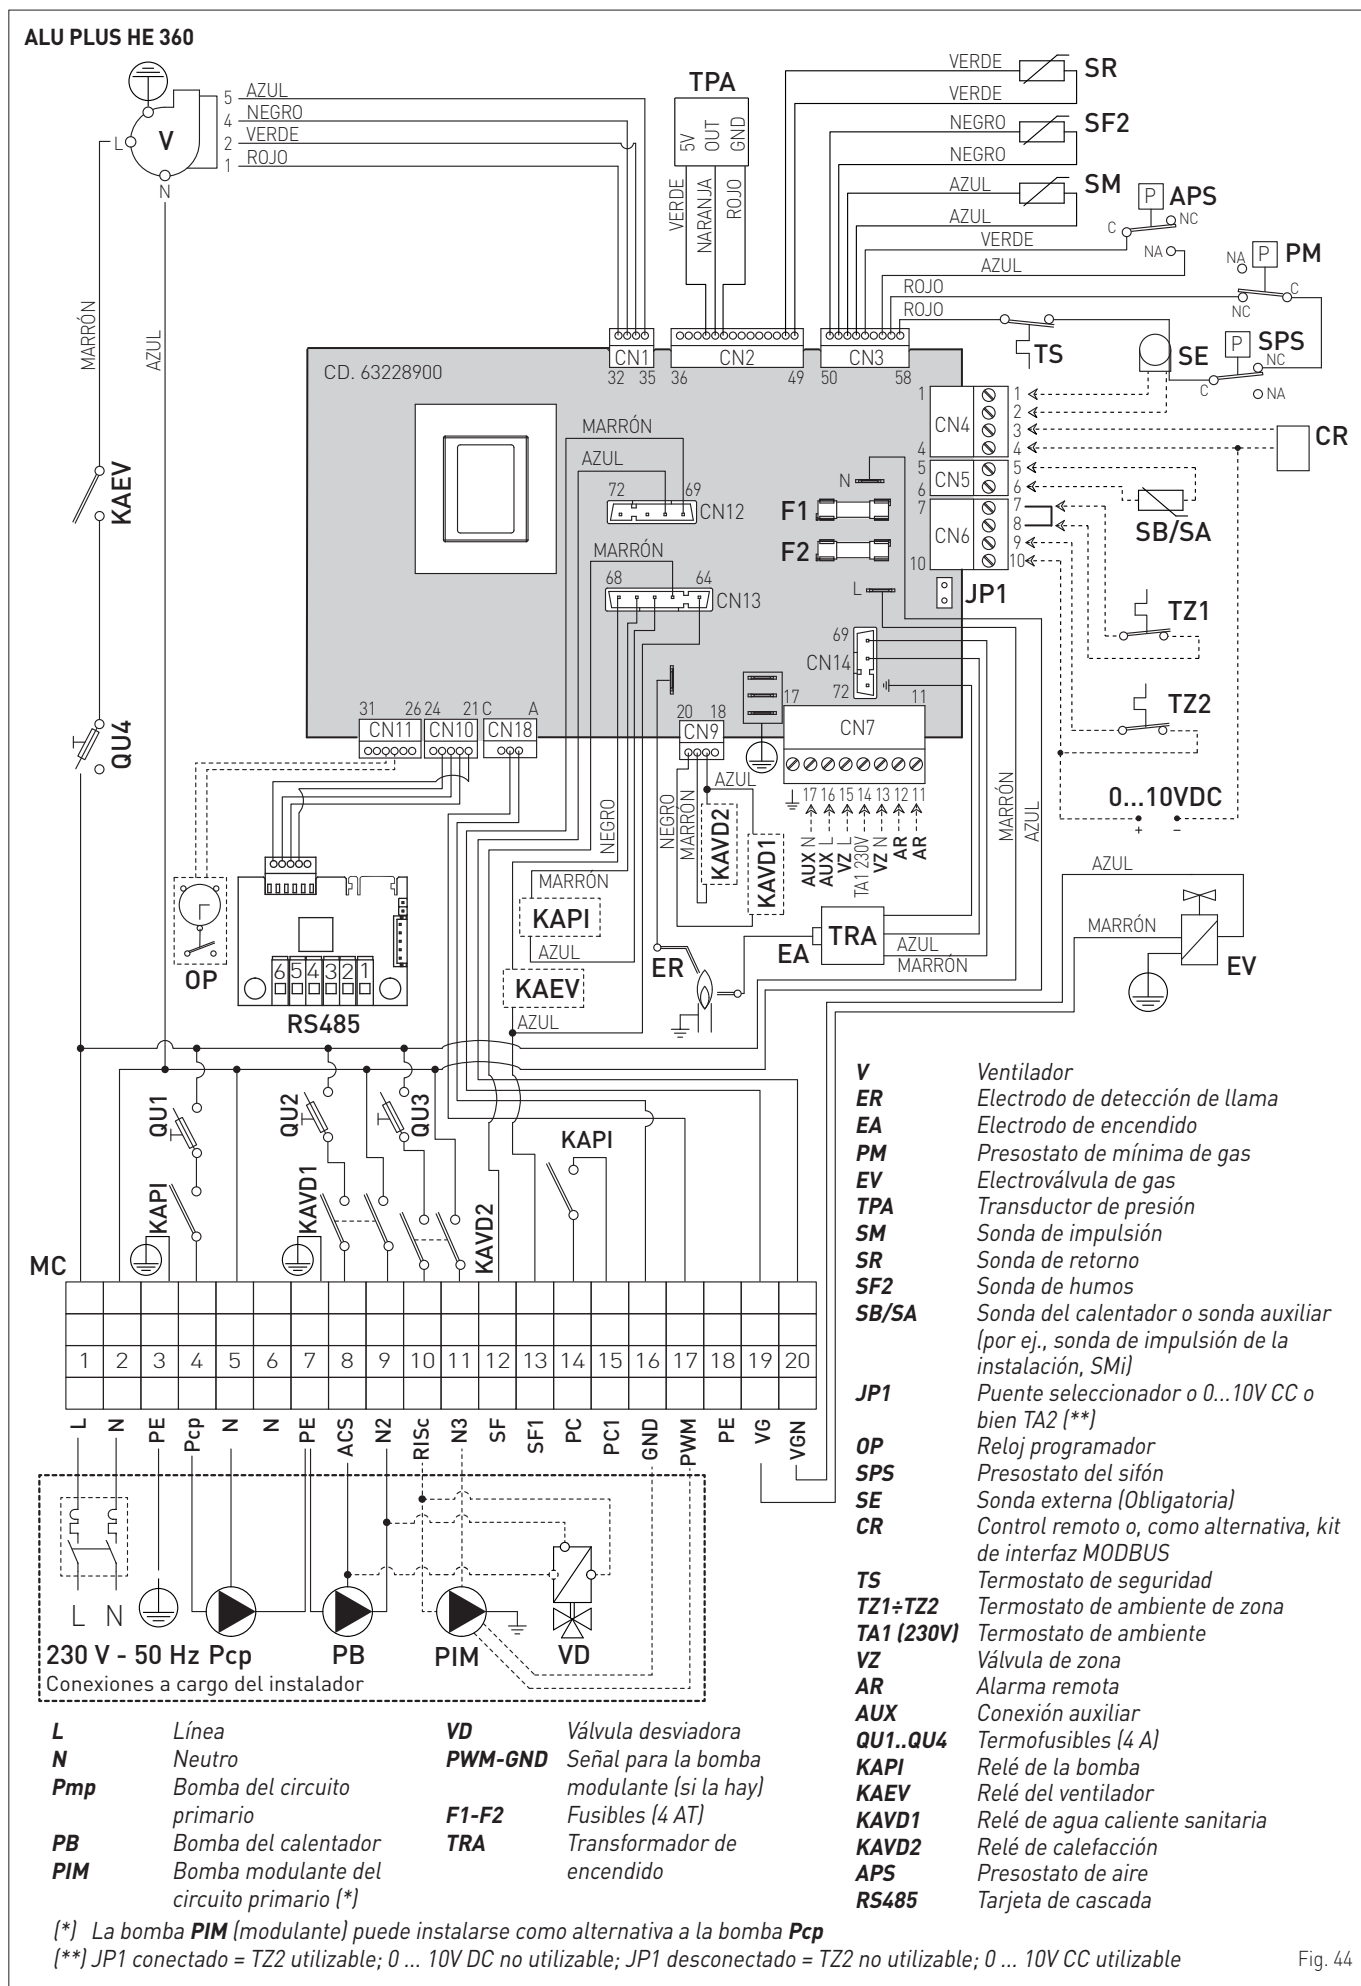 ALU PLUS HE 360
V
L
N
5 AZUL
4 NEGRO
2 VERDE
1 ROJO
TPA
5V
OUT
GND
VERDE
NARANJA
ROJO
VERDE
SR
VERDE
NEGRO
SF2
NEGRO
AZUL
SM
AZUL
P APS
C
NC
NA
VERDE
AZUL
NA P PM
C
NC
ROJO
ROJO
TS
SE
P SPS
NC
C
NA
MARRÓN
AZUL
CD. 63228900
CN1
32 35
CN2
36 49
CN3
50 58
1
4
CN4
1
2
3
4
CR
5
6
CN5
5
6
SB/SA
7
10
CN6
7
8
9
10
JP1
MARRÓN
AZUL
72 69
CN12
MARRÓN
68 64
CN13
N
F1
F2
L
69
CN14
72
TZ1
TZ2
KAEV
QU4
31 26
CN11
24 21
CN10
C A
CN18
20 18
CN9
17 11
CN7
17 16 15 14 13 12 11
AUX N
AUX L
VZ L
TA1 230V
VZ N
AR
AR
MARRÓN
AZUL
0...10VDC
+ −
NEGRO
NEGRO
MARRÓN
AZUL
KAVD2
KAVD1
MARRÓN
KAPI
AZUL
KAEV
AZUL
OP
6 5 4 3 2 1
RS485
ER
EA
TRA
AZUL
MARRÓN
AZUL
MARRÓN
EV
QU1
KAPI
QU2
KAVD1
QU3
KAVD2
KAPI
MC
1 2 3 4 5 6 7 8 9 10 11 12 13 14 15 16 17 18 19 20
L N PE Pcp N N PE ACS N2 RISc N3 SF SF1 PC PC1 GND PWM PE VG VGN
L N
230 V - 50 Hz Pcp PB PIM VD
Conexiones a cargo del instalador
V Ventilador
ER Electrodo de detección de llama
EA Electrodo de encendido
PM Presostato de mínima de gas
EV Electroválvula de gas
TPA Transductor de presión
SM Sonda de impulsión
SR Sonda de retorno
SF2 Sonda de humos
SB/SA Sonda del calentador o sonda auxiliar
(por ej., sonda de impulsión de la
instalación, SMi)
JP1 Puente seleccionador o 0...10V CC o
bien TA2 (**)
OP Reloj programador
SPS Presostato del sifón
SE Sonda externa (Obligatoria)
CR Control remoto o, como alternativa, kit
de interfaz MODBUS
TS Termostato de seguridad
TZ1÷TZ2 Termostato de ambiente de zona
TA1 (230V) Termostato de ambiente
VZ Válvula de zona
AR Alarma remota
AUX Conexión auxiliar
QU1..QU4 Termofusibles (4 A)
KAPI Relé de la bomba
KAEV Relé del ventilador
KAVD1 Relé de agua caliente sanitaria
KAVD2 Relé de calefacción
APS Presostato de aire
RS485 Tarjeta de cascada
L Línea
N Neutro
Pmp Bomba del circuito
primario
PB Bomba del calentador
PIM Bomba modulante del
circuito primario (*)
VD Válvula desviadora
PWM-GND Señal para la bomba
modulante (si la hay)
F1-F2 Fusibles (4 AT)
TRA Transformador de
encendido
(*) La bomba PIM (modulante) puede instalarse como alternativa a la bomba Pcp
(**) JP1 conectado = TZ2 utilizable; 0 ... 10V DC no utilizable; JP1 desconectado = TZ2 no utilizable; 0 ... 10V CC utilizable
Fig. 44